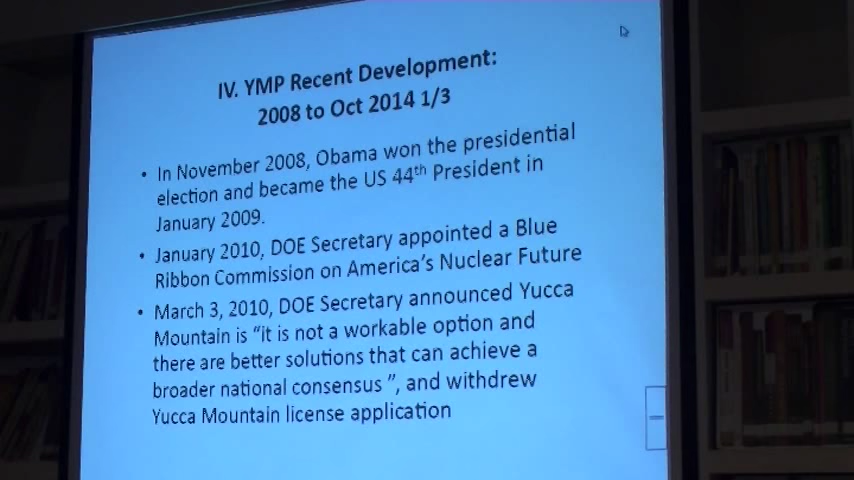 IV. YMP Recent Development:
2008 to Oct 2014 1/3
• In November 2008, Obama won the presidential
election and became the US 44th President in
January 2009.
• January 2010, DOE Secretary appointed a Blue
Ribbon Commission on America's Nuclear Future
• March 3, 2010, DOE Secretary announced Yucca
Mountain is "it is not a workable option and
there are better solutions that can achieve a
broader national consensus ", and withdrew
Yucca Mountain license application